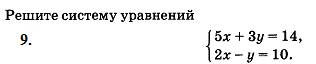 Решите систему уравнений
9. {5x + 3y = 14,
2x − y = 10.